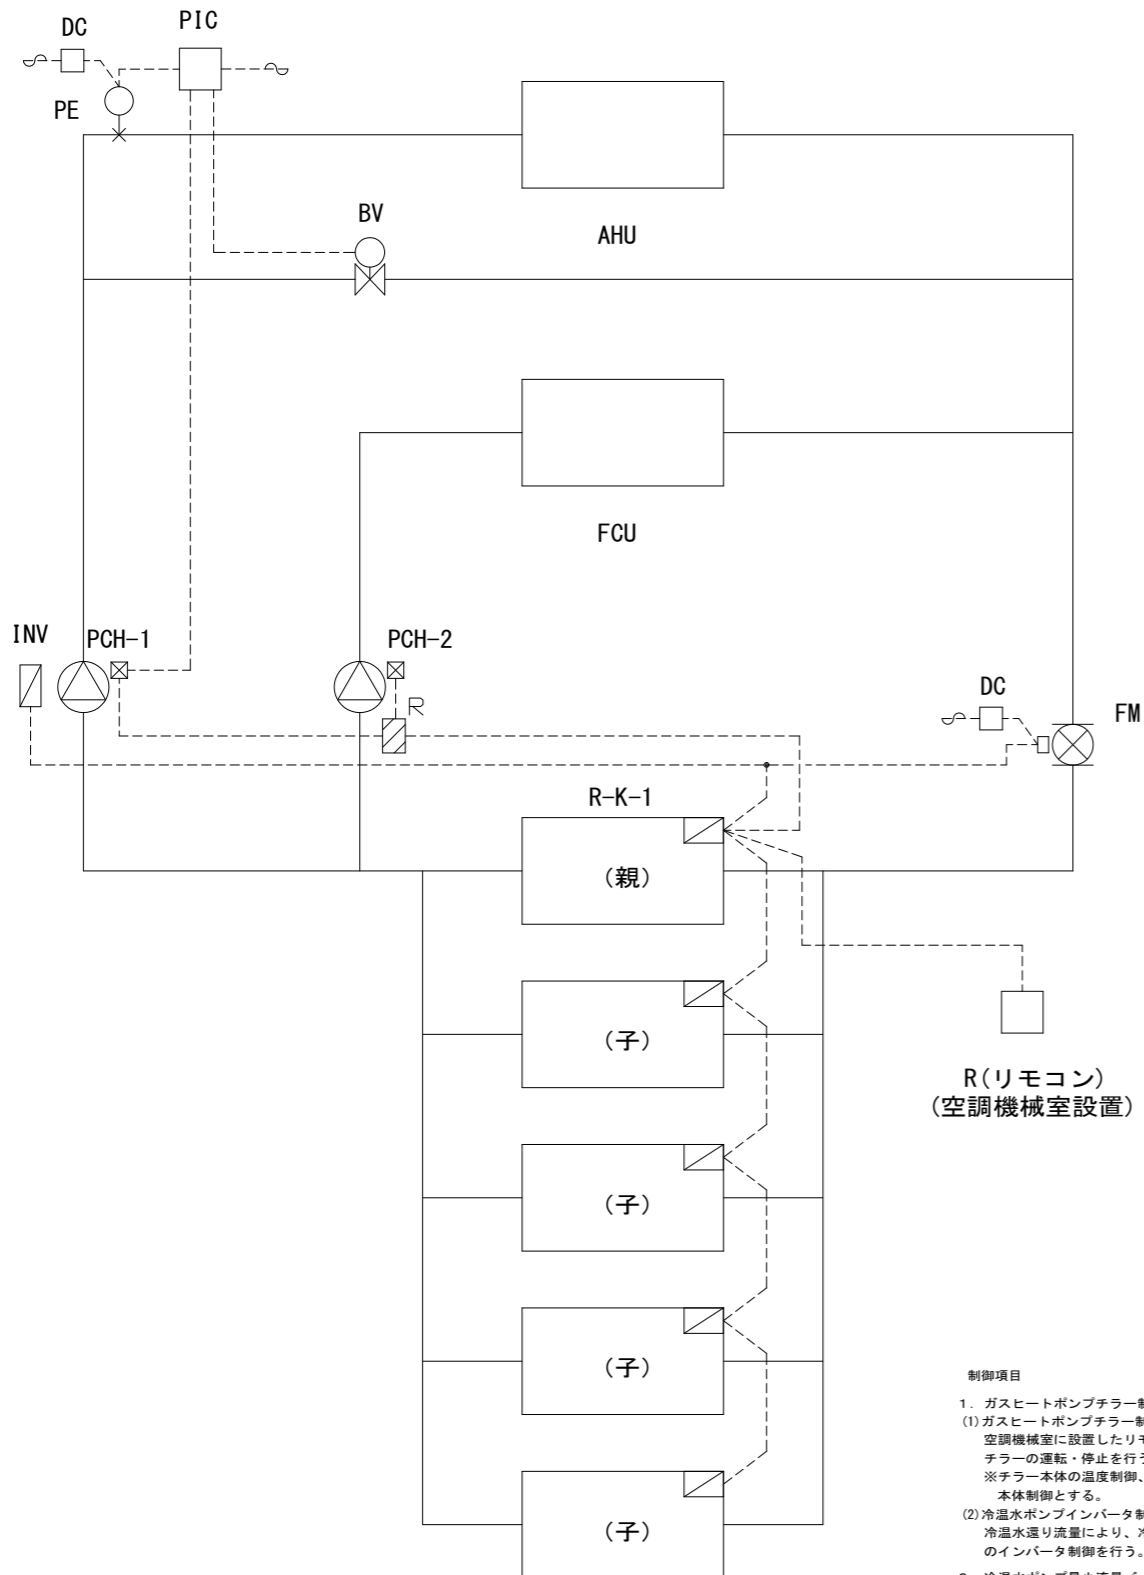 DC
PIC
PE
BV
AHU
FCU
INV
PCH-1
PCH-2
R
DC
FM
R-K-1
(親)
(子)
(子)
(子)
(子)
R(リモコン)
(空調機械室設置)
制御項目
1. ガスヒートポンプチラー制
(1)ガスヒートポンプチラー制
空調機械室に設置したリモ
チラーの運転・停止を行う
※チラー本体の温度制御、
本体制御とする。
(2)冷温水ポンプインバータ制
冷温水還り流量により、
のインバータ制御を行う。